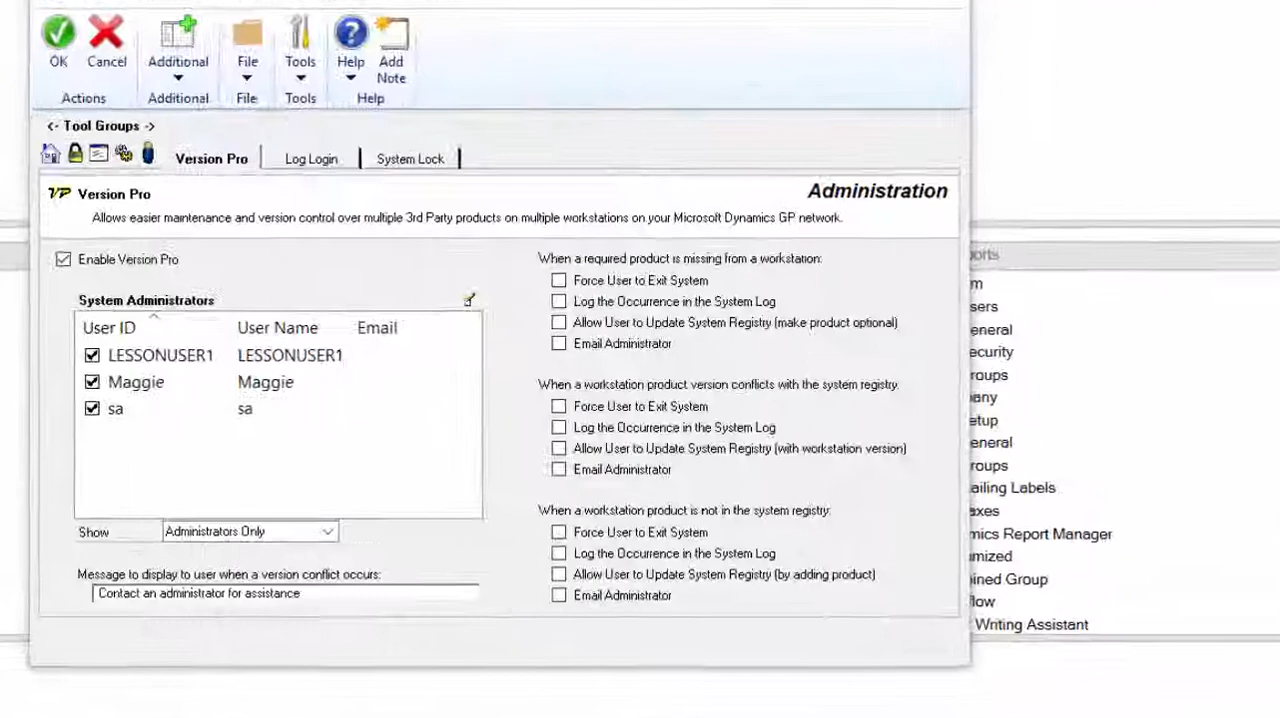 OK Cancel Additional File Tools Help Add Note
Actions Additional File Tools Help
<- Tool Groups ->
Version Pro Log Login System Lock
VP Version Pro Administration
Allows easier maintenance and version control over multiple 3rd Party products on multiple workstations on your Microsoft Dynamics GP network.
Enable Version Pro
System Administrators
User ID User Name Email
LESSONUSER1 LESSONUSER1
Maggie Maggie
sa sa
Show Administrators Only
Message to display to user when a version conflict occurs:
Contact an administrator for assistance
When a required product is missing from a workstation:
Force User to Exit System
Log the Occurrence in the System Log
Allow User to Update System Registry (make product optional)
Email Administrator
When a workstation product version conflicts with the system registry:
Force User to Exit System
Log the Occurrence in the System Log
Allow User to Update System Registry (with workstation version)
Email Administrator
When a workstation product is not in the system registry:
Force User to Exit System
Log the Occurrence in the System Log
Allow User to Update System Registry (by adding product)
Email Administrator
orts
m
sers
eneral
ecurity
roups
any
etup
eneral
roups
ailing Labels
axes
mics Report Manager
omized
ined Group
flow
Writing Assistant